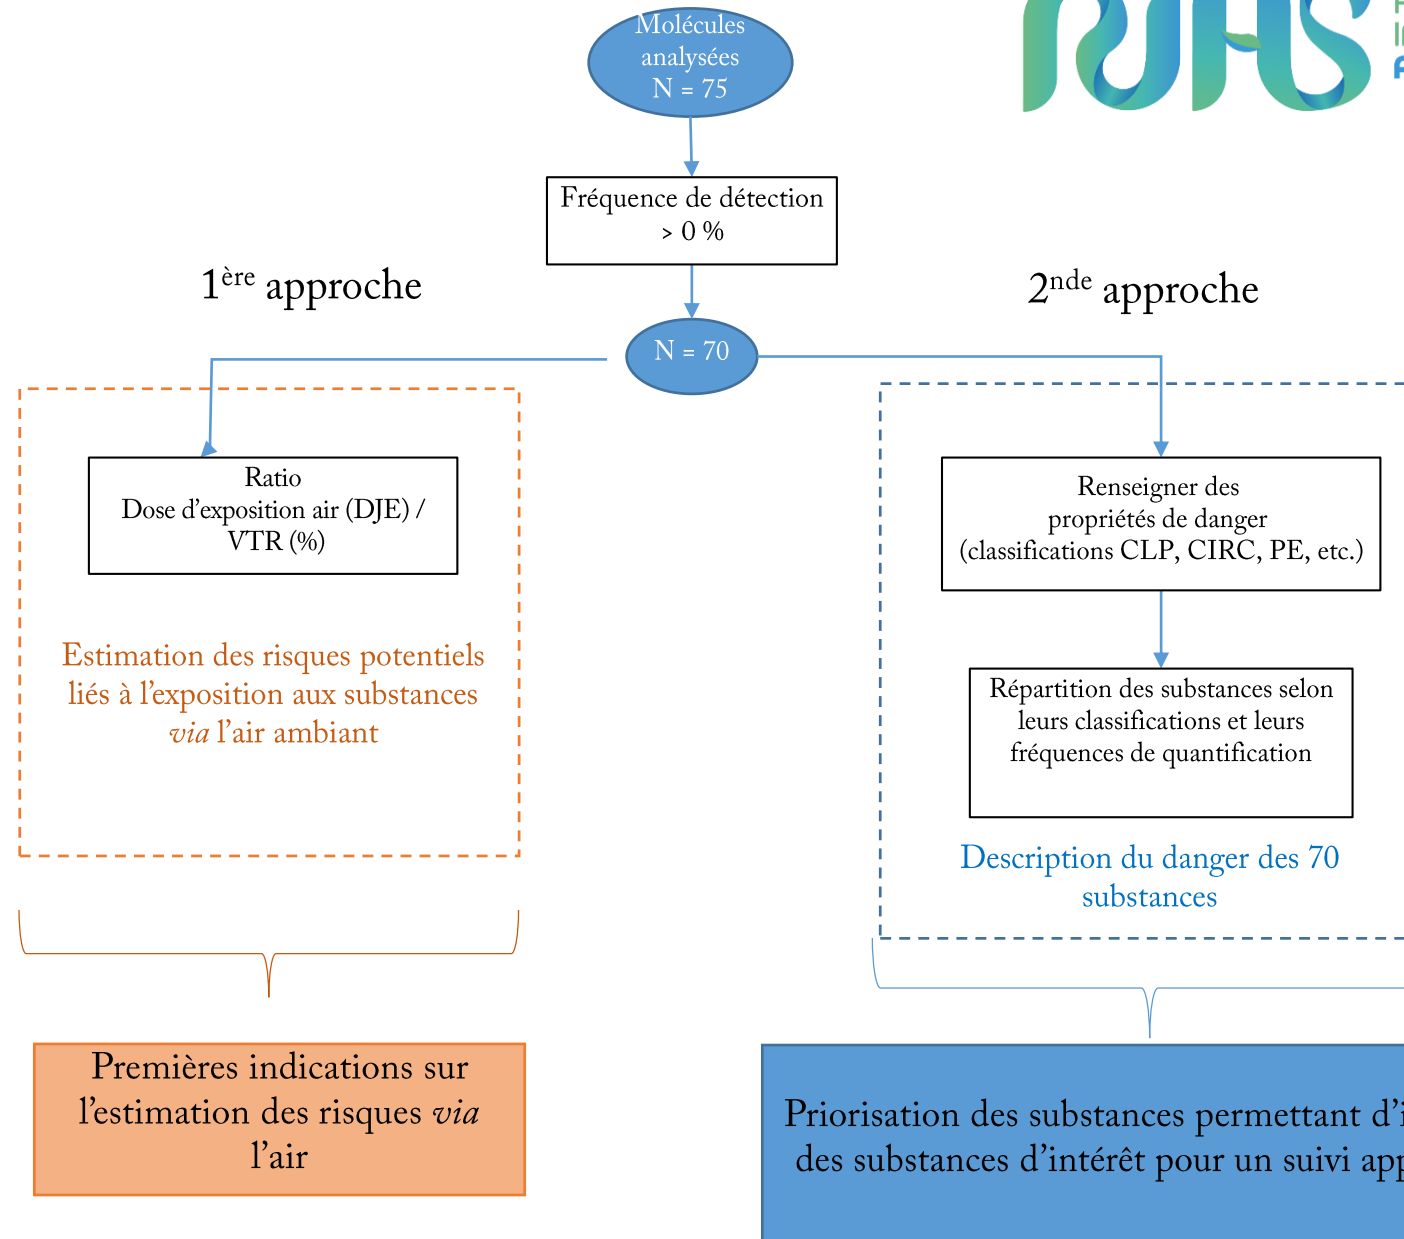 Molécules
analysées
N = 75
Fréquence de détection
> 0 %
1ère approche
2nde approche
N = 70
Ratio
Dose d'exposition air (DJE) /
VTR (%)
Estimation des risques potentiels
liés à l'exposition aux substances
via l'air ambiant
Renseigner des
propriétés de danger
(classifications CLP, CIRC, PE, etc.)
Répartition des substances selon
leurs classifications et leurs
fréquences de quantification
Description du danger des 70
substances
Premières indications sur
l'estimation des risques via
l'air
Priorisation des substances permettant
des substances d'intérêt pour un suivi